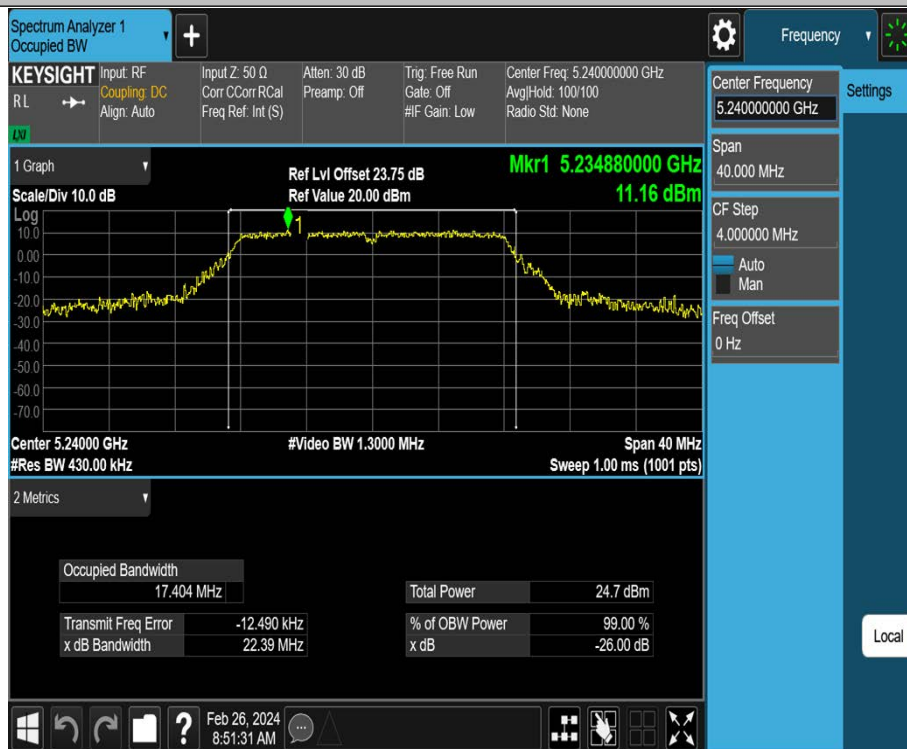 Spectrum Analyzer 1
Occupied BW
+
Frequency
KEYSIGHT
R L
LXI
Input: RF
Coupling: DC
Align: Auto
Input Z: 50 Ω
Corr CCorr RCal
Freq Ref: Int (S)
Atten: 30 dB
Preamp: Off
Trig: Free Run
Gate: Off
#IF Gain: Low
Center Freq: 5.240000000 GHz
Avg|Hold: 100/100
Radio Std: None
Center Frequency
5.240000000 GHz
Settings
Span
40.000 MHz
CF Step
4.000000 MHz
Auto
Man
Freq Offset
0 Hz
Local
1 Graph
Scale/Div 10.0 dB
Ref Lvl Offset 23.75 dB
Ref Value 20.00 dBm
Mkr1 5.234880000 GHz
11.16 dBm
Log
10.0
0.00
-10.0
-20.0
-30.0
-40.0
-50.0
-60.0
-70.0
1
Center 5.24000 GHz
#Video BW 1.3000 MHz
Span 40 MHz
#Res BW 430.00 kHz
Sweep 1.00 ms (1001 pts)
2 Metrics
Occupied Bandwidth
17.404 MHz
Total Power 24.7 dBm
Transmit Freq Error -12.490 kHz
% of OBW Power 99.00 %
x dB Bandwidth 22.39 MHz
x dB -26.00 dB
?
Feb 26, 2024
8:51:31 AM